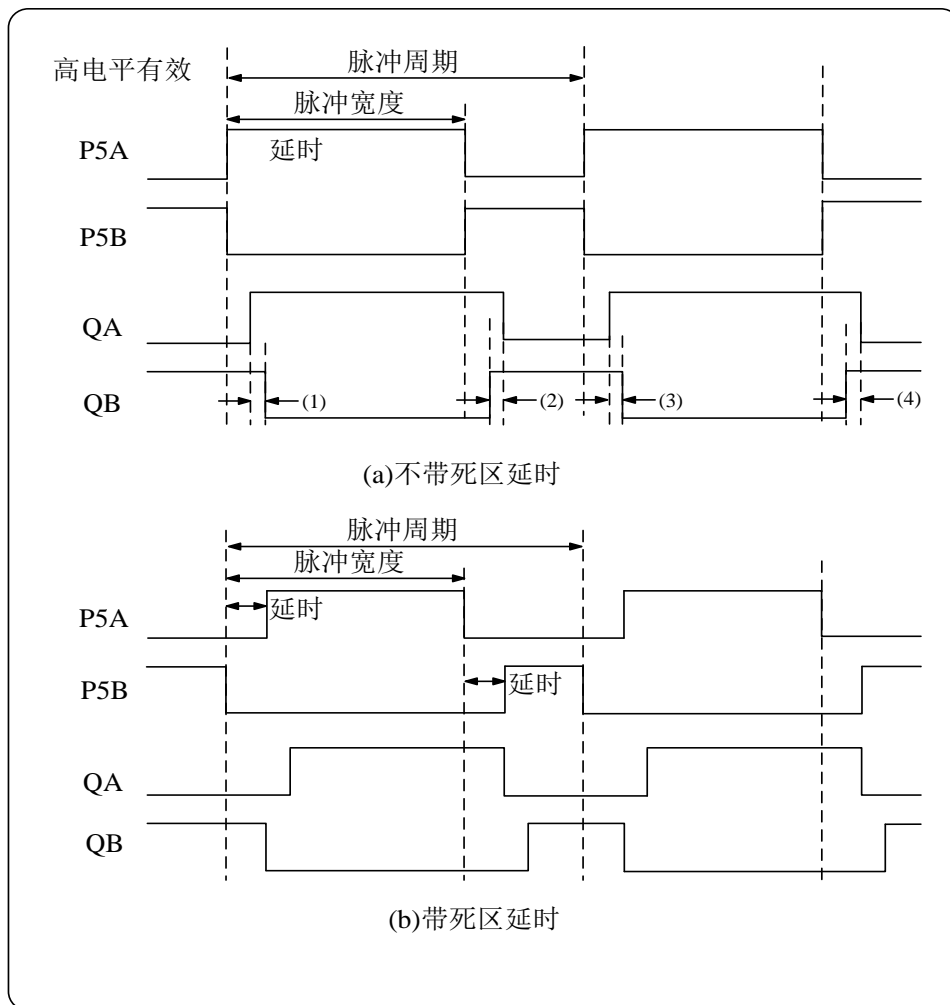 高电平有效
脉冲周期
脉冲宽度
P5A
延时
P5B
QA
QB
(1)
(2)
(3)
(4)
(a)不带死区延时
脉冲周期
脉冲宽度
P5A
延时
P5B
延时
QA
QB
(b)带死区延时